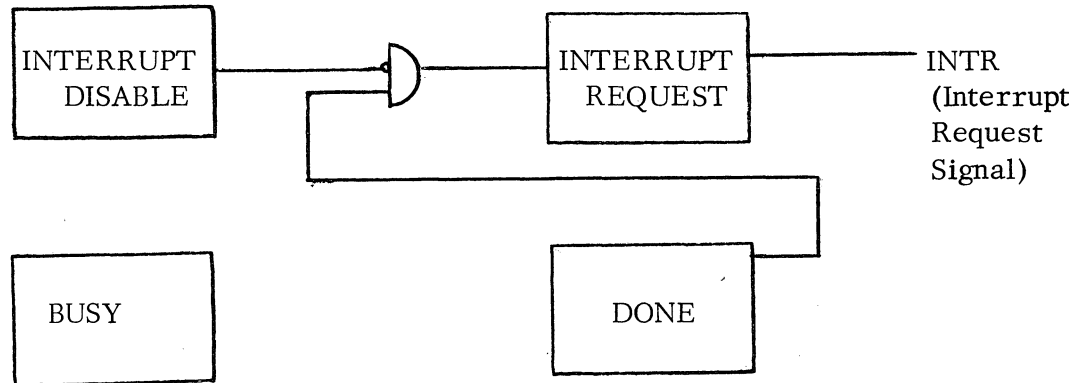 INTERRUPT
DISABLE
INTERRUPT
REQUEST
INTR
(Interrupt
Request
Signal)
BUSY
DONE